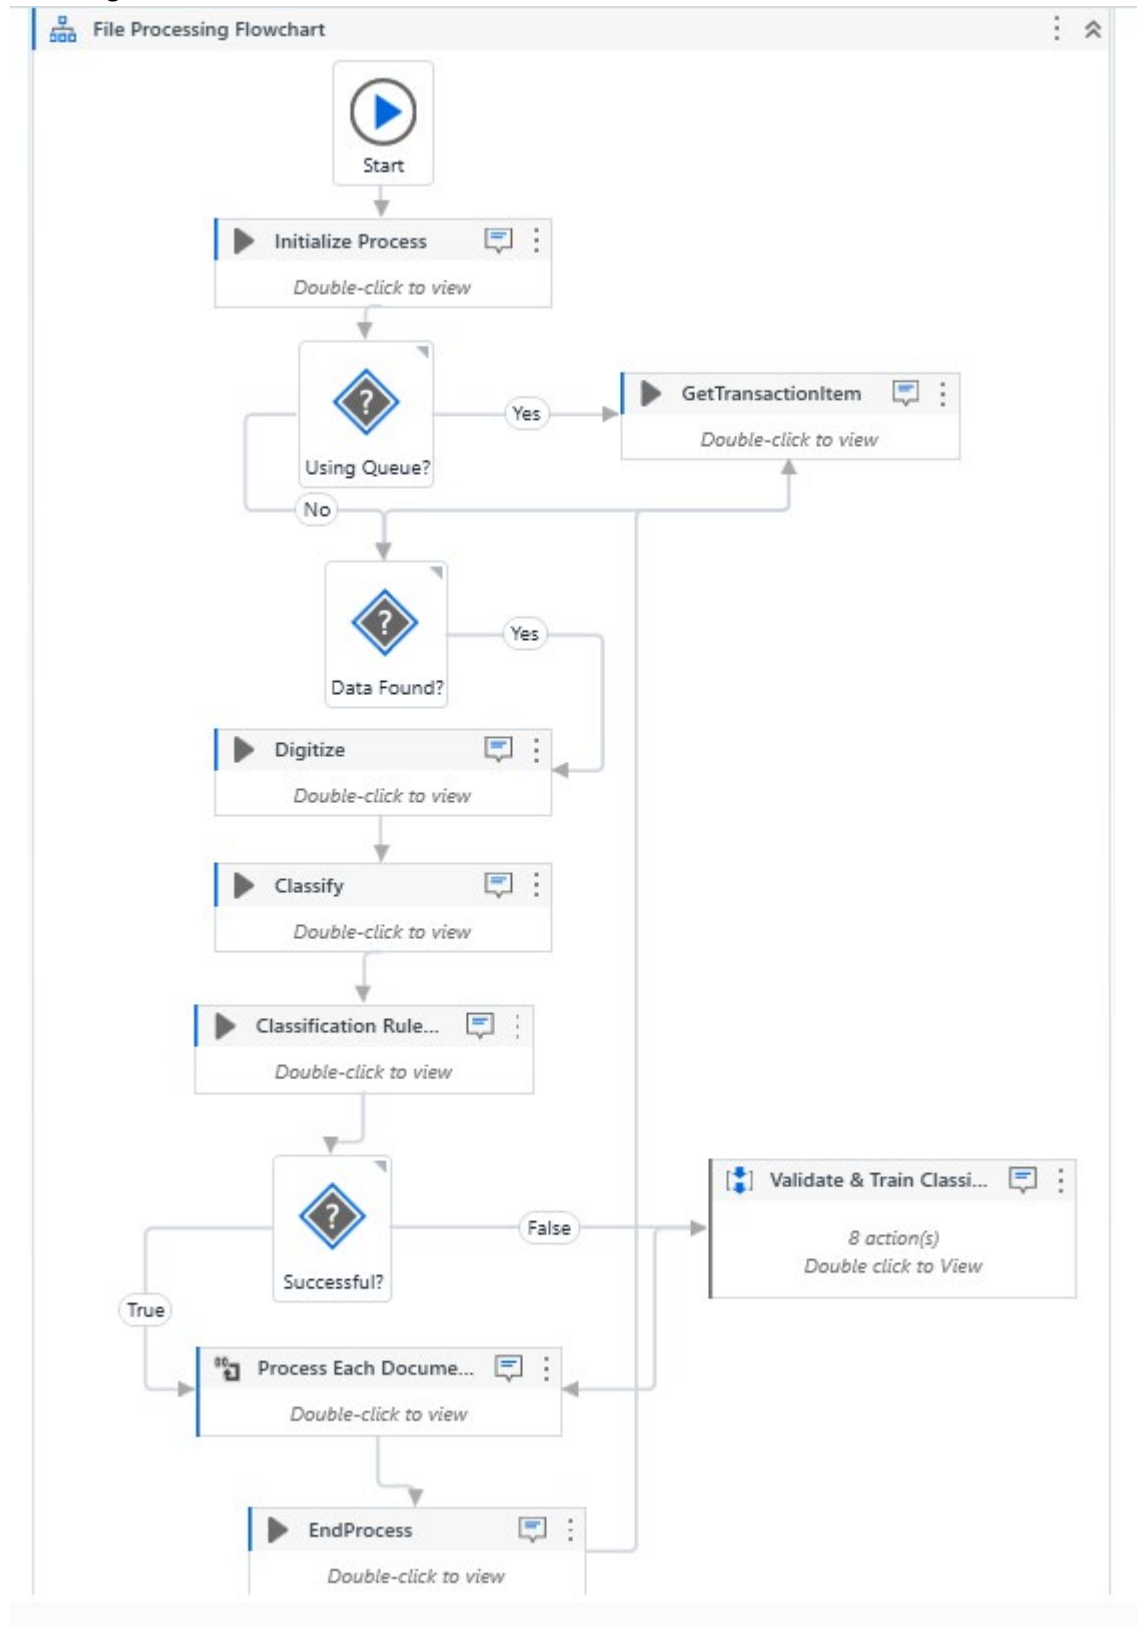 File Processing Flowchart
Start
Initialize Process
Double-click to view
Using Queue?
Yes
GetTransactionItem
Double-click to view
No
Data Found?
Yes
Digitize
Double-click to view
Classify
Double-click to view
Classification Rule...
Double-click to view
Successful?
False
Validate & Train Classi...
8 action(s)
Double click to View
True
Process Each Docume...
Double-click to view
EndProcess
Double-click to view